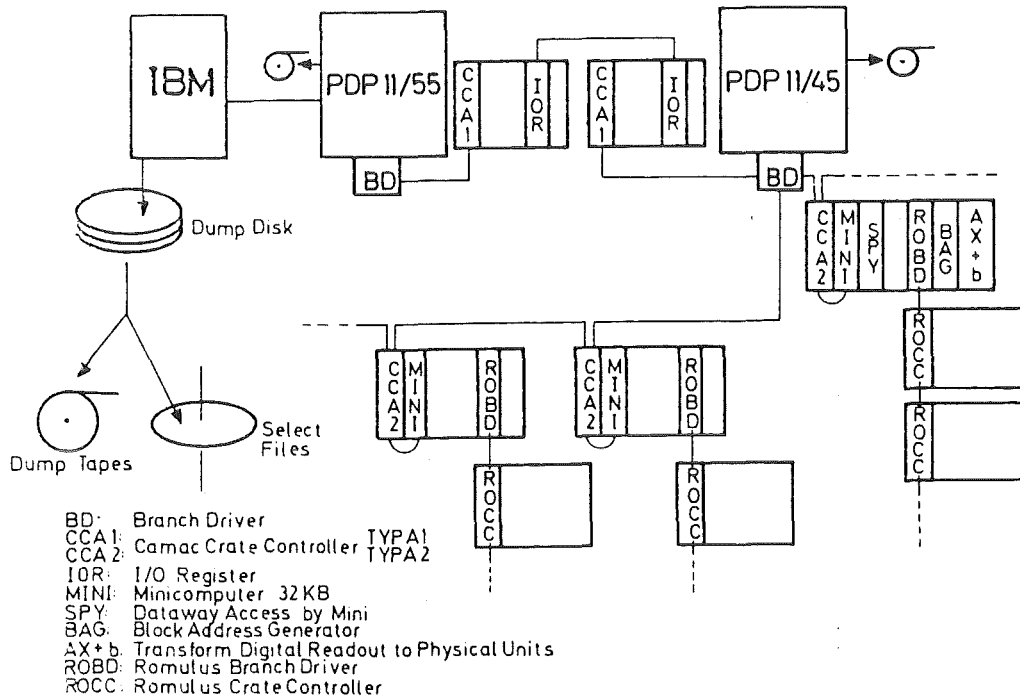 IBM
PDP 11/55
CCA1
IOR
CCA1
IOR
PDP 11/45
BD
BD
Dump Disk
CCA2
MINI
SPY
ROBD
BAG
AX+b
ROCC
ROCC
CCA2
MINI
ROBD
CCA2
MINI
ROBD
ROCC
ROCC
Dump Tapes
Select
Files
BD: Branch Driver
CCA1: Camac Crate Controller TYPA1
CCA2: TYPA2
IOR: I/O Register
MINI: Minicomputer 32KB
SPY: Dataway Access by Mini
BAG: Block Address Generator
AX+b: Transform Digital Readout to Physical Units
ROBD: Romulus Branch Driver
ROCC: Romulus Crate Controller